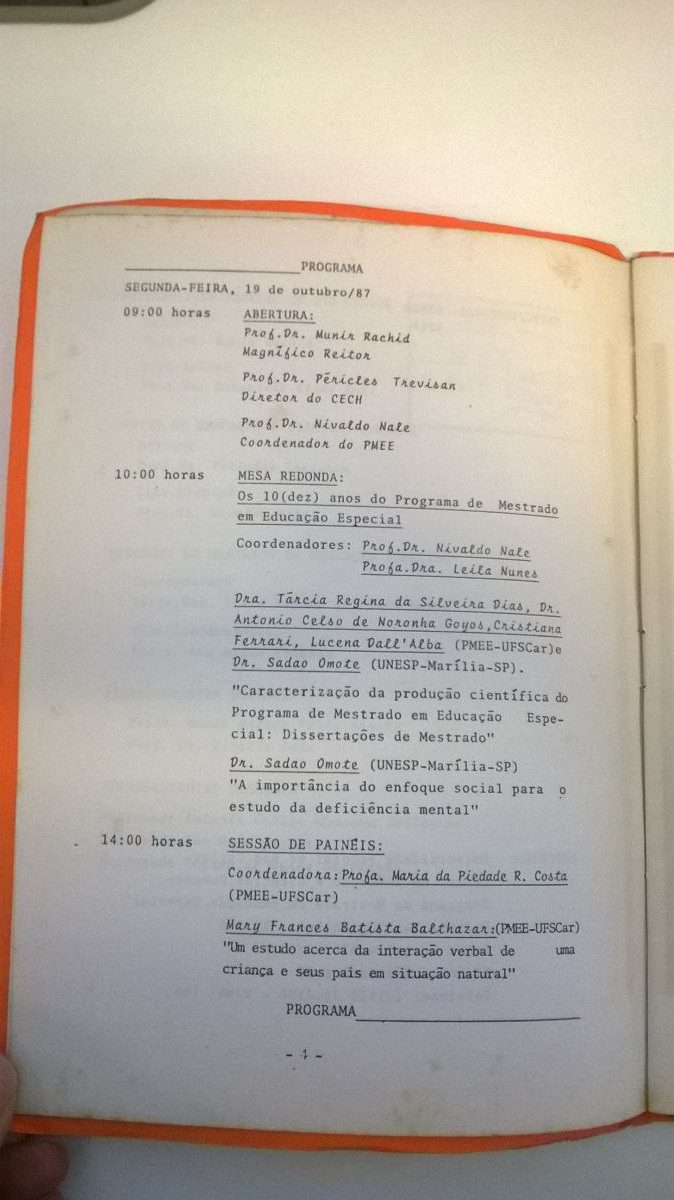 PROGRAMA
SEGUNDA-FEIRA, 19 de outubro/87
09:00 horas ABERTURA:
Prof.Dr. Munir Rachid
Magnífico Reitor
Prof.Dr. Péricles Trevisan
Diretor do CECH
Prof.Dr. Nivaldo Nale
Coordenador do PMEE
10:00 horas MESA REDONDA:
Os 10(dez) anos do Programa de Mestrado
em Educação Especial
Coordenadores: Prof.Dr. Nivaldo Nale
Profa.Dra. Leila Nunes
Dra. Tárcia Regina da Silveira Dias, Dr.
Antonio Celso de Noronha Goyos,Cristiana
Ferrari, Lucena Dall'Alba (PMEE-UFSCar)e
Dr. Sadao Omote (UNESP-Marília-SP).
"Caracterização da produção científica do
Programa de Mestrado em Educação Espe-
cial: Dissertações de Mestrado"
Dr. Sadao Omote (UNESP-Marília-SP)
"A importância do enfoque social para o
estudo da deficiência mental"
14:00 horas SESSÃO DE PAINÉIS:
Coordenadora:Profa. Maria da Piedade R. Costa
(PMEE-UFSCar)
Mary Frances Batista Balthazar:(PMEE-UFSCar)
"Um estudo acerca da interação verbal de uma
criança e seus pais em situação natural"
PROGRAMA
- 1 -